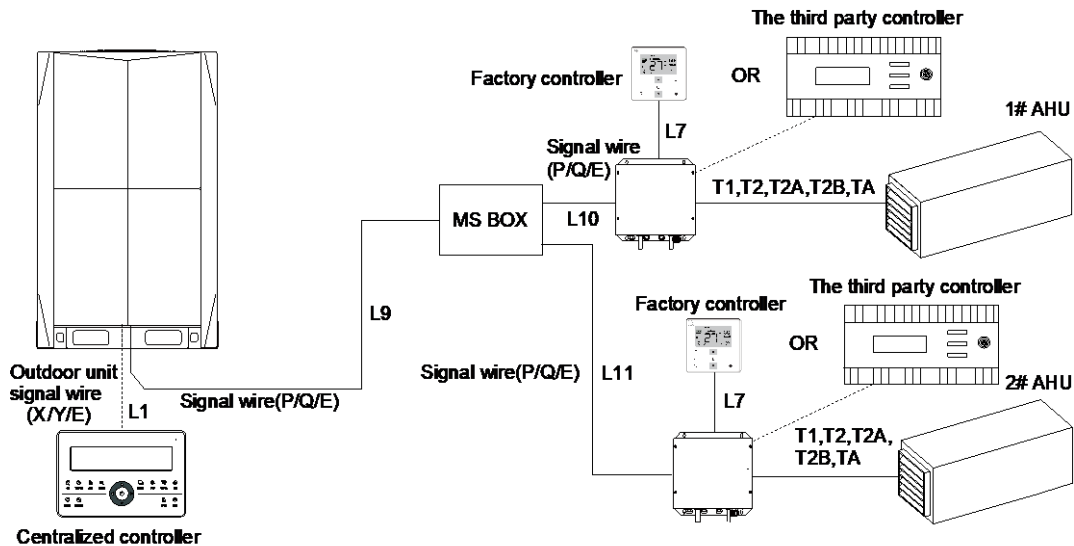 The third party controller
Factory controller
OR
1# AHU
L7
Signal wire
(P/Q/E)
T1,T2,T2A,T2B,TA
MS BOX
L10
The third party controller
Factory controller
L9
OR
Outdoor unit
signal wire
(X/Y/E)
L1
Signal wire(P/Q/E)
Signal wire(P/Q/E)
L11
2# AHU
L7
T1,T2,T2A,
T2B,TA
Centralized controller